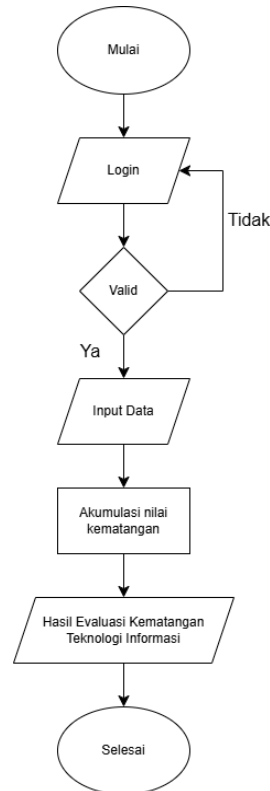 Mulai
Login
Tidak
Valid
Ya
Input Data
Akumulasi nilai
kematangan
Hasil Evaluasi Kematangan
Teknologi Informasi
Selesai